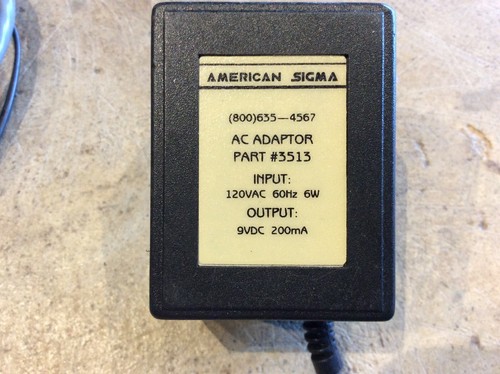 AMERICAN SIGMA
(800)635-4567
AC ADAPTOR
PART #3513
INPUT:
120VAC 60Hz 6W
OUTPUT:
9VDC 200mA